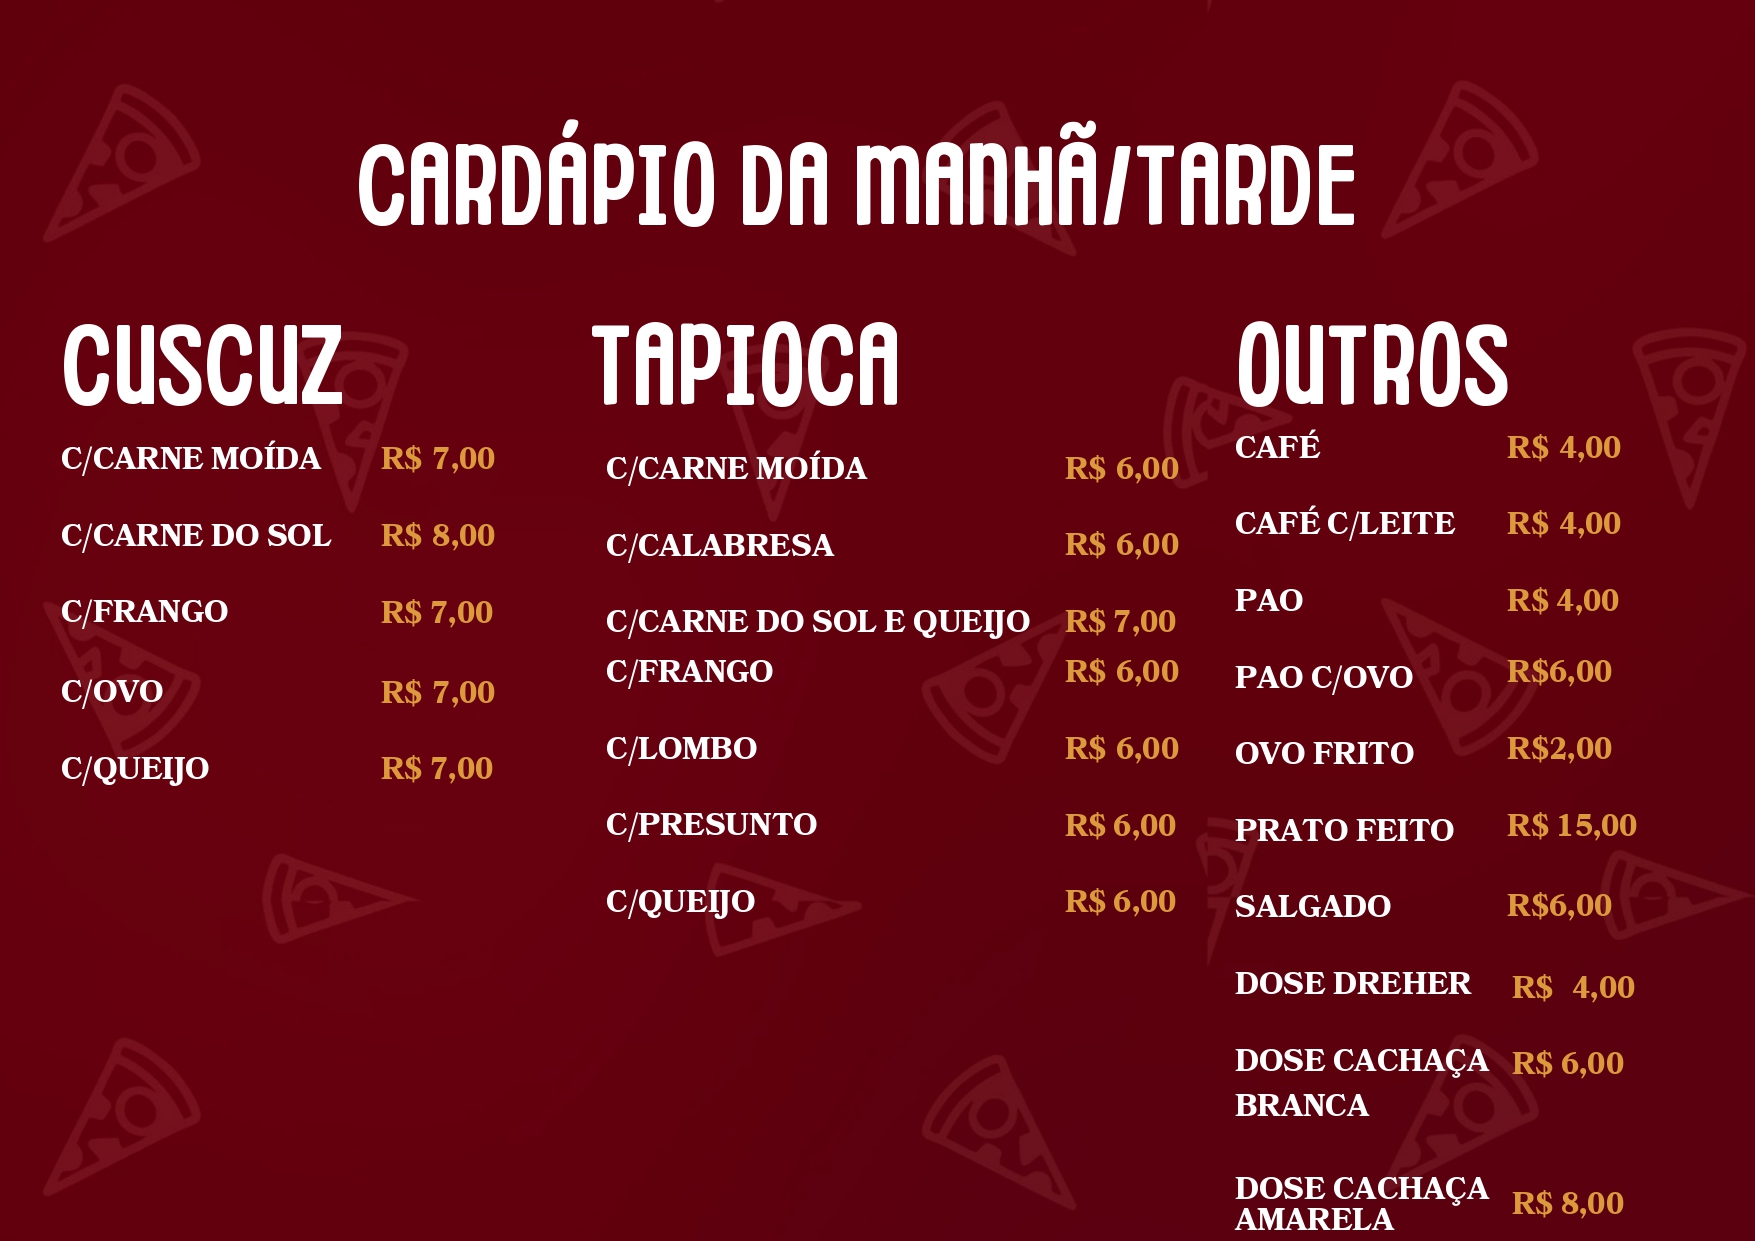 CARDÁPIO DA MANHÃ/TARDE
CUSCUZ
C/CARNE MOÍDA R$ 7,00
C/CARNE DO SOL R$ 8,00
C/FRANGO R$ 7,00
C/OVO R$ 7,00
C/QUEIJO R$ 7,00
TAPIOCA
C/CARNE MOÍDA R$ 6,00
C/CALABRESA R$ 6,00
C/CARNE DO SOL E QUEIJO R$ 7,00
C/FRANGO R$ 6,00
C/LOMBO R$ 6,00
C/PRESUNTO R$ 6,00
C/QUEIJO R$ 6,00
OUTROS
CAFÉ R$ 4,00
CAFÉ C/LEITE R$ 4,00
PAO R$ 4,00
PAO C/OVO R$6,00
OVO FRITO R$2,00
PRATO FEITO R$ 15,00
SALGADO R$6,00
DOSE DREHER R$ 4,00
DOSE CACHAÇA R$ 6,00
BRANCA
DOSE CACHAÇA R$ 8,00
AMARELA